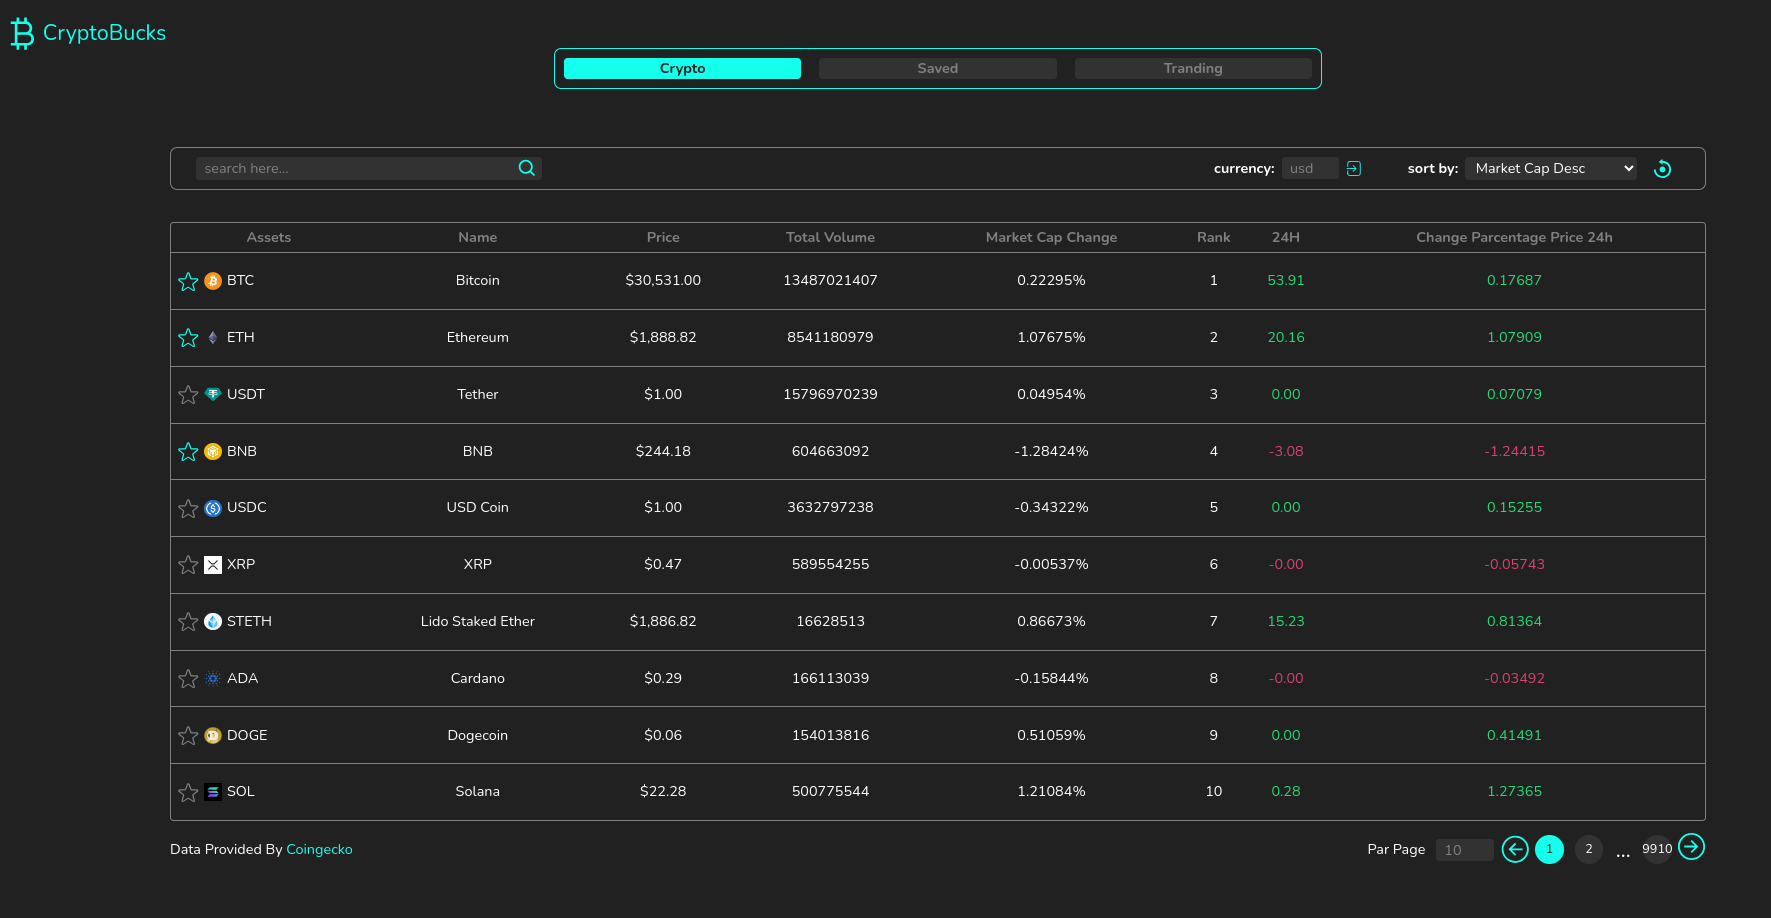 CryptoBucks
Crypto Saved Tranding
search here... currency: usd sort by: Market Cap Desc
Assets Name Price Total Volume Market Cap Change Rank 24H Change Parcentage Price 24h
BTC Bitcoin $30,531.00 13487021407 0.22295% 1 53.91 0.17687
ETH Ethereum $1,888.82 8541180979 1.07675% 2 20.16 1.07909
USDT Tether $1.00 15796970239 0.04954% 3 0.00 0.07079
BNB BNB $244.18 604663092 -1.28424% 4 -3.08 -1.24415
USDC USD Coin $1.00 3632797238 -0.34322% 5 0.00 0.15255
XRP XRP $0.47 589554255 -0.00537% 6 -0.00 -0.05743
STETH Lido Staked Ether $1,886.82 16628513 0.86673% 7 15.23 0.81364
ADA Cardano $0.29 166113039 -0.15844% 8 -0.00 -0.03492
DOGE Dogecoin $0.06 154013816 0.51059% 9 0.00 0.41491
SOL Solana $22.28 500775544 1.21084% 10 0.28 1.27365
Data Provided By Coingecko Par Page 10 1 2 ... 9910